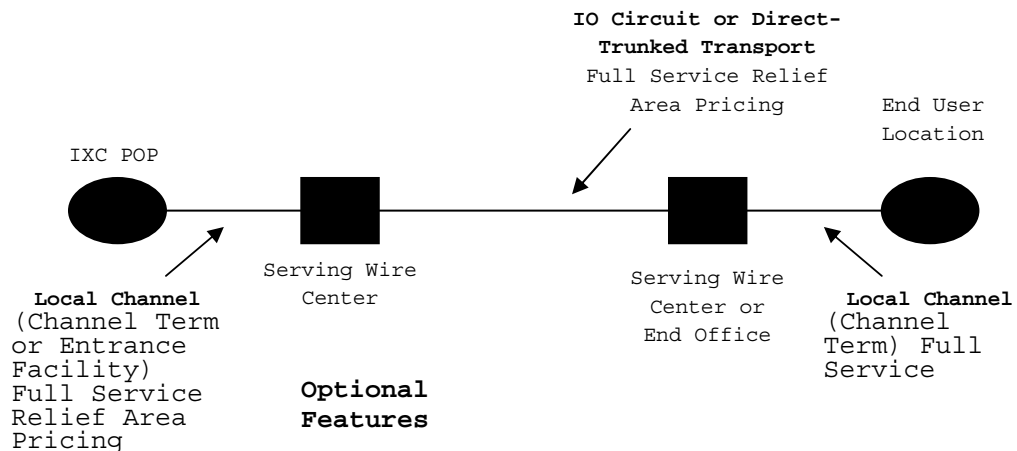 IO Circuit or Direct-
Trunked Transport
Full Service Relief
Area Pricing
End User
Location
IXC POP
Serving Wire
Center
Serving Wire
Center or
End Office
Local Channel
(Channel Term
or Entrance
Facility)
Full Service
Relief Area
Pricing
Local Channel
(Channel
Term) Full
Service
Optional
Features